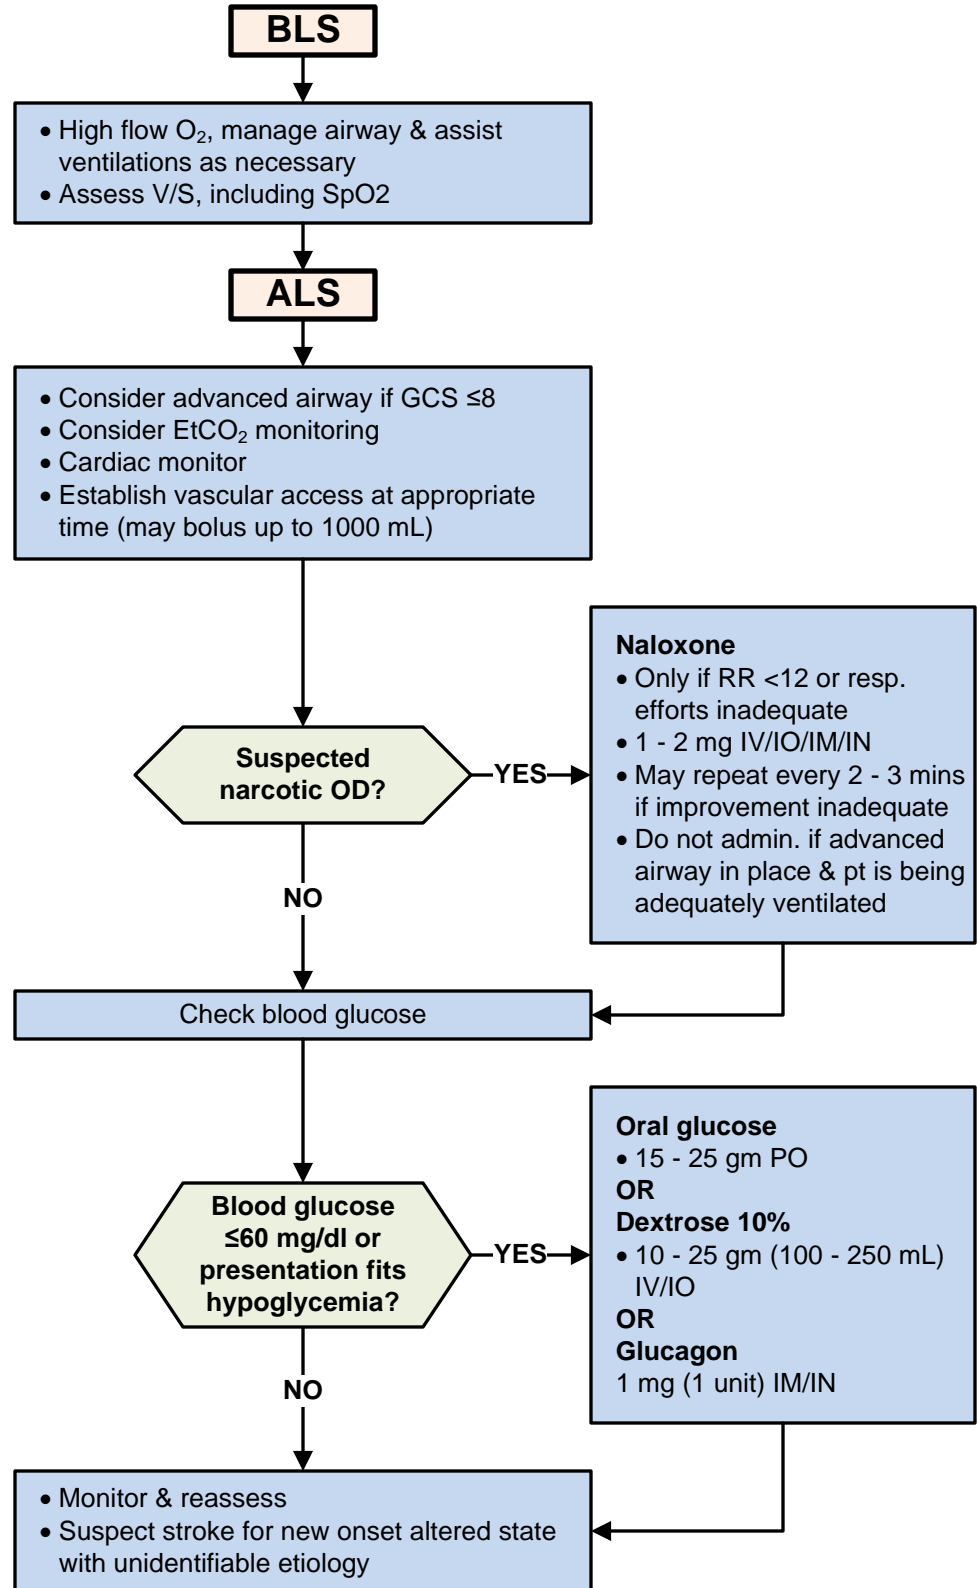 BLS
• High flow O₂, manage airway & assist
ventilations as necessary
• Assess V/S, including SpO2
ALS
• Consider advanced airway if GCS ≤8
• Consider EtCO₂ monitoring
• Cardiac monitor
• Establish vascular access at appropriate
time (may bolus up to 1000 mL)
Suspected
narcotic OD?
YES
Naloxone
• Only if RR <12 or resp.
efforts inadequate
• 1 - 2 mg IV/IO/IM/IN
• May repeat every 2 - 3 mins
if improvement inadequate
• Do not admin. if advanced
airway in place & pt is being
adequately ventilated
NO
Check blood glucose
Blood glucose
≤60 mg/dl or
presentation fits
hypoglycemia?
YES
Oral glucose
• 15 - 25 gm PO
OR
Dextrose 10%
• 10 - 25 gm (100 - 250 mL)
IV/IO
OR
Glucagon
1 mg (1 unit) IM/IN
NO
• Monitor & reassess
• Suspect stroke for new onset altered state
with unidentifiable etiology